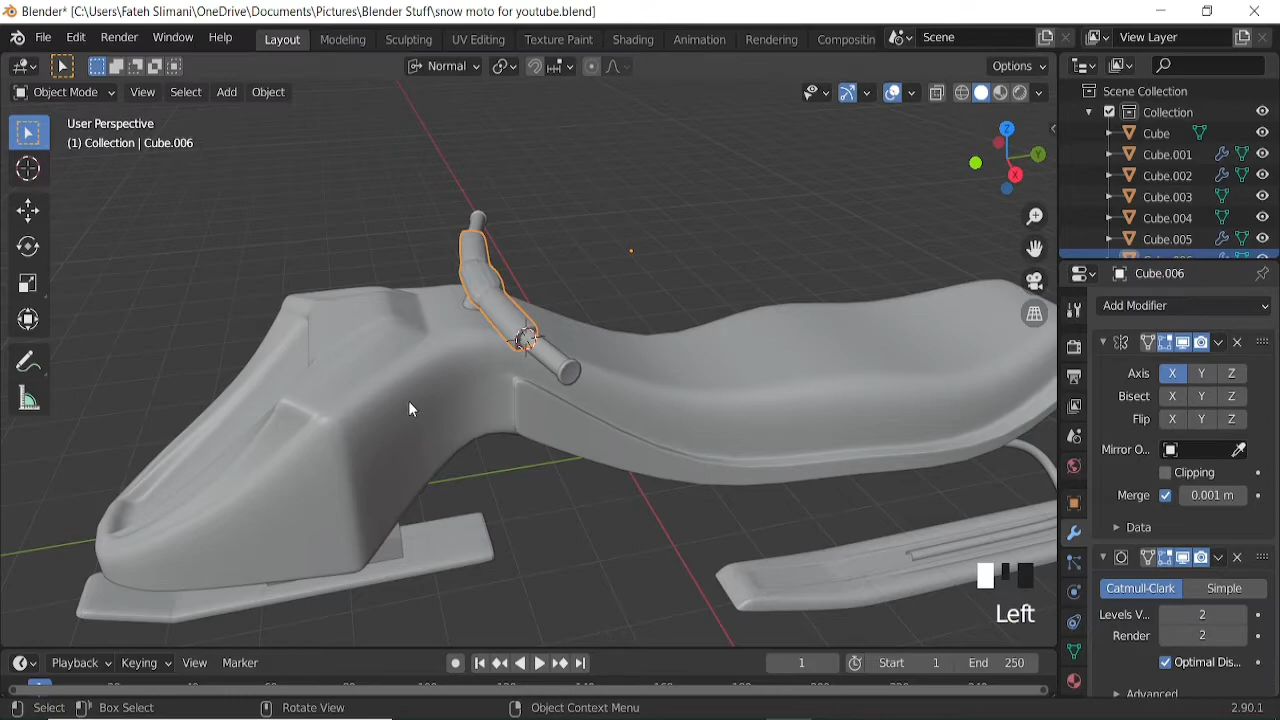 Blender* [C:\Users\Fateh Slimani\OneDrive\Documents\Pictures\Blender Stuff\snow moto for youtube.blend]
File Edit Render Window Help Layout Modeling Sculpting UV Editing Texture Paint Shading Animation Rendering Compositin Scene View Layer
Normal Options
Object Mode View Select Add Object
User Perspective
(1) Collection | Cube.006
Z
Y
X
Scene Collection
Collection
Cube
Cube.001
Cube.002
Cube.003
Cube.004
Cube.005
Cube.006
Add Modifier
Axis X Y Z
Bisect X Y Z
Flip X Y Z
Mirror O...
Clipping
Merge 0.001 m
Data
Catmull-Clark Simple
Levels V... 2
Render 2
Optimal Dis...
Advanced
Left
Playback Keying View Marker 1 Start 1 End 250
Select Box Select Rotate View Object Context Menu 2.90.1